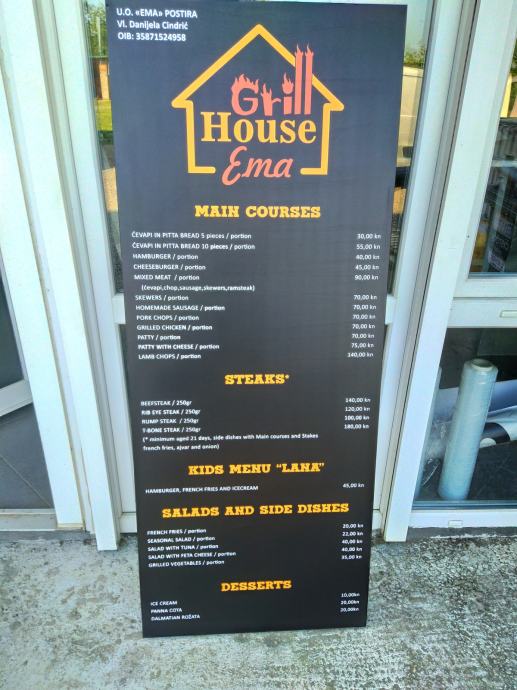 U.O. «EMA» POSTIRA
Vl. Danijela Cindrić
OIB: 35871524958
Grill
House
Ema
MAIN COURSES
ČEVAPI IN PITTA BREAD 5 pieces / portion 30,00 kn
ČEVAPI IN PITTA BREAD 10 pieces / portion 55,00 kn
HAMBURGER / portion 40,00 kn
CHEESEBURGER / portion 45,00 kn
MIXED MEAT / portion 90,00 kn
(ćevapi,chop,sausage,skewers,ramsteak)
SKEWERS / portion 70,00 kn
HOMEMADE SAUSAGE / portion 70,00 kn
PORK CHOPS / portion 70,00 kn
GRILLED CHICKEN / portion 70,00 kn
PATTY / portion 70,00 kn
PATTY WITH CHEESE / portion 75,00 kn
LAMB CHOPS / portion 140,00 kn
STEAKS*
BEEFSTEAK / 250gr 140,00 kn
RIB EYE STEAK / 250gr 120,00 kn
RUMP STEAK / 250gr 100,00 kn
T-BONE STEAK / 250gr 180,00 kn
(* minimum aged 21 days, side dishes with Main courses and Stakes
french fries, ajvar and onion)
KIDS MENU "LANA"
HAMBURGER, FRENCH FRIES AND ICECREAM 45,00 kn
SALADS AND SIDE DISHES
FRENCH FRIES / portion 20,00 kn
SEASONAL SALAD / portion 22,00 kn
SALAD WITH TUNA / portion 40,00 kn
SALAD WITH FETA CHEESE / portion 40,00 kn
GRILLED VEGETABLES / portion 35,00 kn
DESSERTS
ICE CREAM 10,00kn
PANNA COTA 20,00kn
DALMATIAN ROŽATA 20,00kn